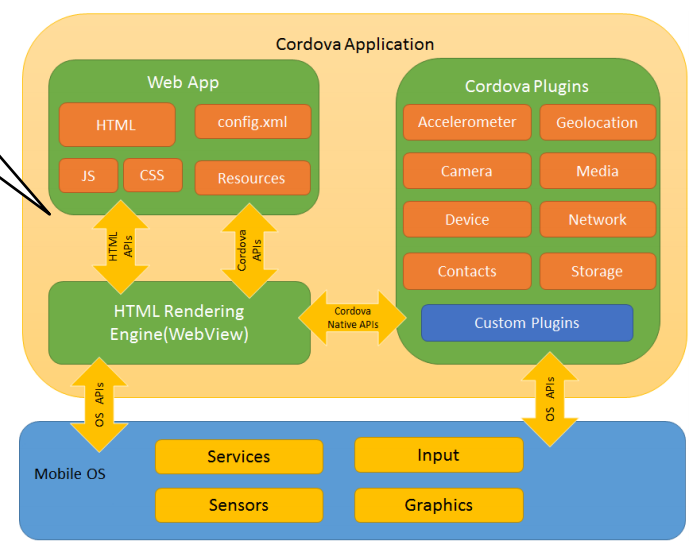 Cordova Application
Web App
HTML
config.xml
JS
CSS
Resources
Cordova Plugins
Accelerometer
Geolocation
Camera
Media
Device
Network
Contacts
Storage
Custom Plugins
HTML
APIs
Cordova
APIs
HTML Rendering
Engine(WebView)
Cordova
Native APIs
OS APIs
OS APIs
Mobile OS
Services
Input
Sensors
Graphics